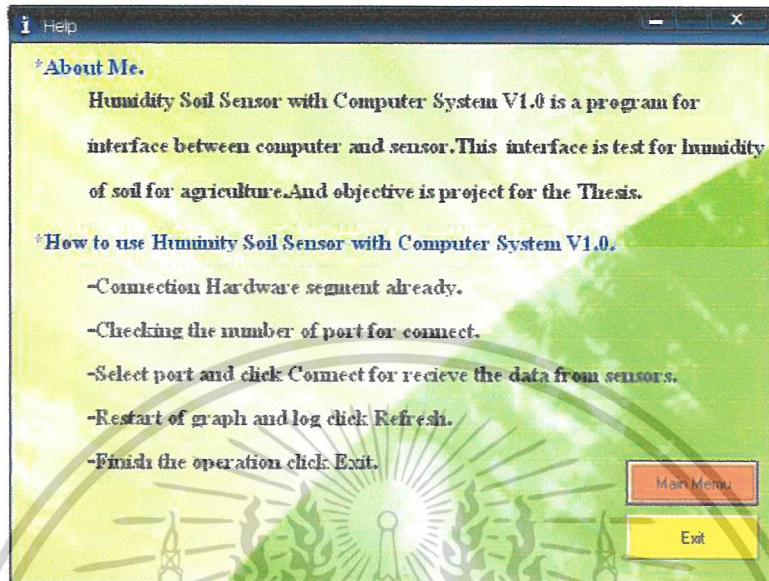 Help
*About Me.
Humidity Soil Sensor with Computer System V1.0 is a program for
interface between computer and sensor.This interface is test for humidity
of soil for agriculture.And objective is project for the Thesis.
*How to use Huminity Soil Sensor with Computer System V1.0.
-Connection Hardware segment already.
-Checking the number of port for connect.
-Select port and click Connect for recieve the data from sensors.
-Restart of graph and log click Refresh.
-Finish the operation click Exit.
Main Memu
Exit